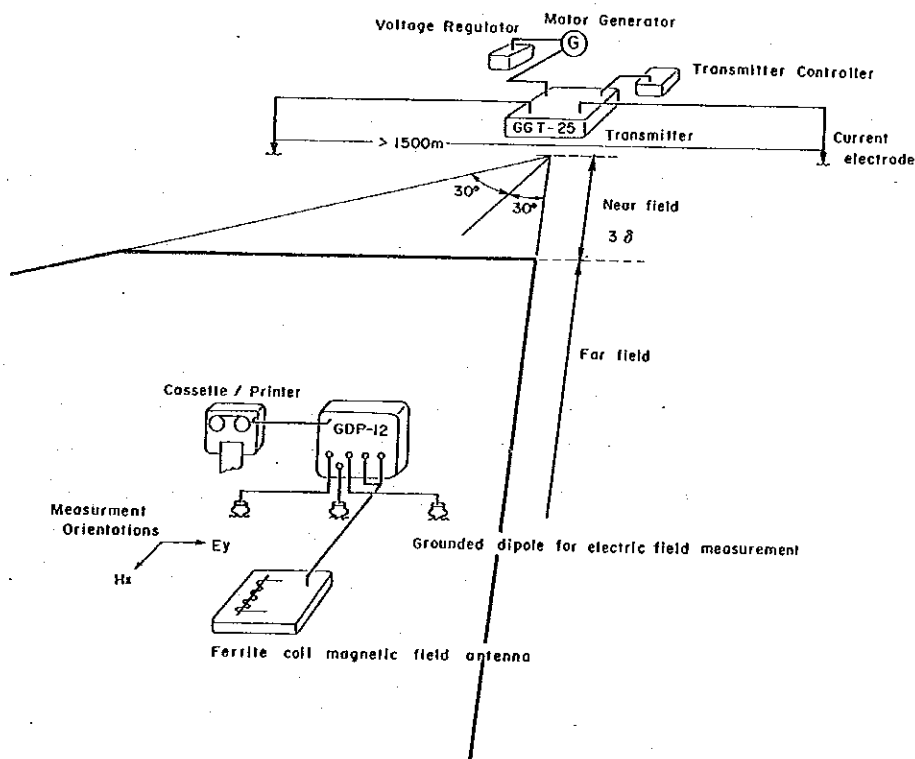 Motor Generator
Voltage Regulator
G
Transmitter Controller
GGT-25
Transmitter
> 1500m
Current
electrode
30°
30°
Near field
3 δ
Far field
Cassette / Printer
GDP-12
Measurment
Orientations
Ey
Hx
Grounded dipole for electric field measurement
Ferrite coil magnetic field antenna